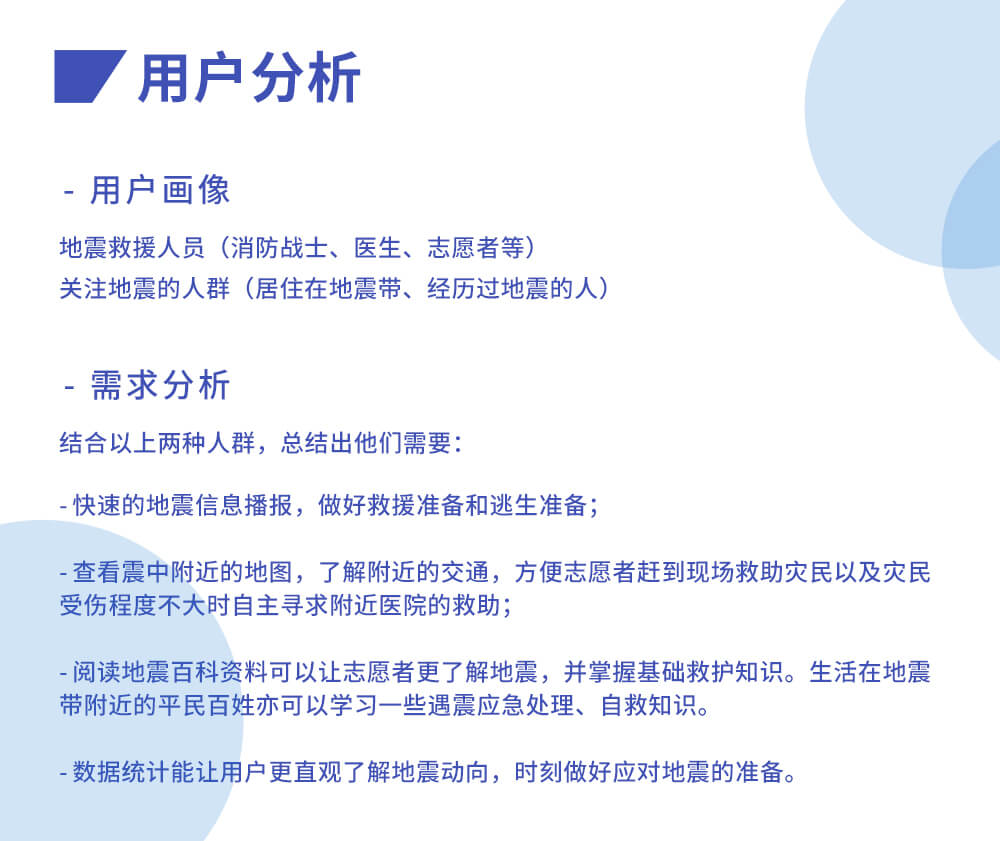 用户分析
- 用户画像
地震救援人员（消防战士、医生、志愿者等）
关注地震的人群（居住在地震带、经历过地震的人）
- 需求分析
结合以上两种人群，总结出他们需要：
- 快速的地震信息播报，做好救援准备和逃生准备；
- 查看震中附近的地图，了解附近的交通，方便志愿者赶到现场救助灾民以及灾民
受伤程度不大时自主寻求附近医院的救助；
- 阅读地震百科资料可以让志愿者更了解地震，并掌握基础救护知识。生活在地震
带附近的平民百姓亦可以学习一些遇震应急处理、自救知识。
- 数据统计能让用户更直观了解地震动向，时刻做好应对地震的准备。